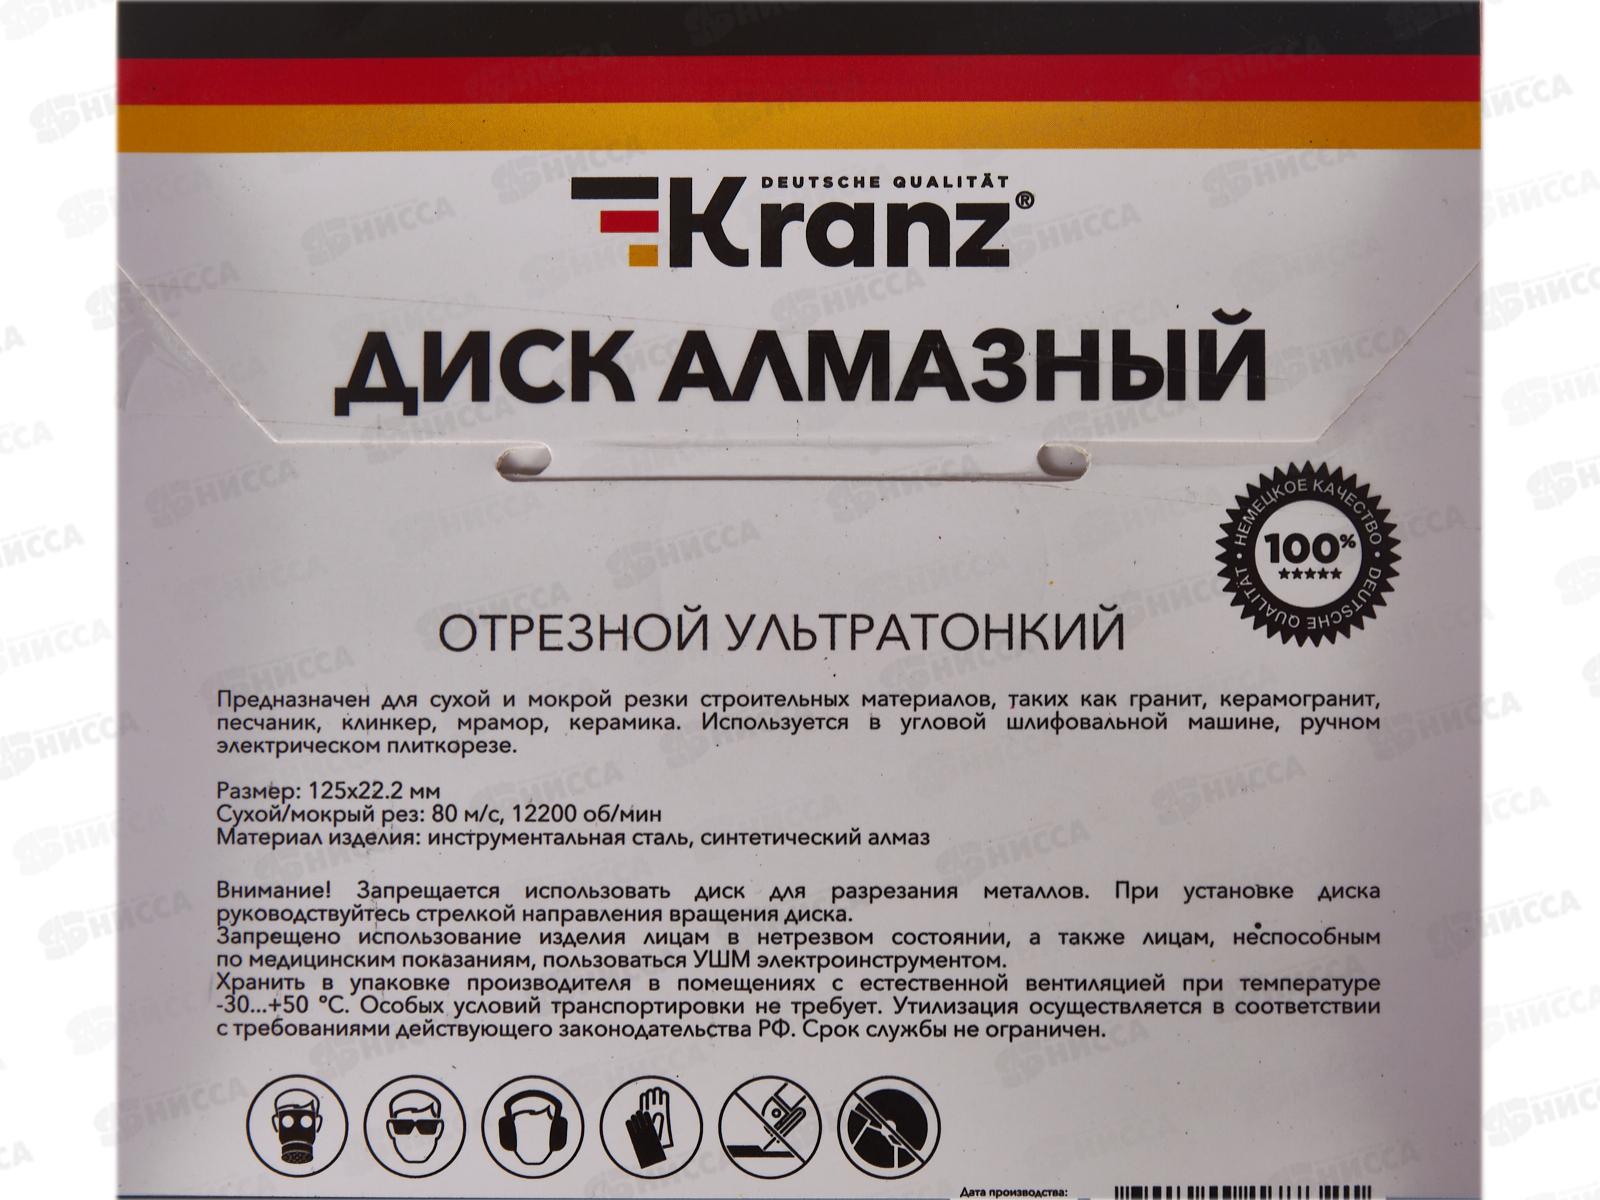 DEUTSCHE QUALITÄT
Kranz®
ДИСК АЛМАЗНЫЙ
НЕМЕЦКОЕ КАЧЕСТВО
100%
DEUTSCHE QUALITÄT
ОТРЕЗНОЙ УЛЬТРАТОНКИЙ
Предназначен для сухой и мокрой резки строительных материалов, таких как гранит, керамогранит,
песчаник, клинкер, мрамор, керамика. Используется в угловой шлифовальной машине, ручном
электрическом плиткорезе.
Размер: 125x22.2 мм
Сухой/мокрый рез: 80 м/с, 12200 об/мин
Материал изделия: инструментальная сталь, синтетический алмаз
Внимание! Запрещается использовать диск для разрезания металлов. При установке диска
руководствуйтесь стрелкой направления вращения диска.
Запрещено использование изделия лицам в нетрезвом состоянии, а также лицам, неспособным
по медицинским показаниям, пользоваться УШМ электроинструментом.
Хранить в упаковке производителя в помещениях с естественной вентиляцией при температуре
-30...+50 °С. Особых условий транспортировки не требует. Утилизация осуществляется в соответствии
с требованиями действующего законодательства РФ. Срок службы не ограничен.
Дата производства:
НИССА